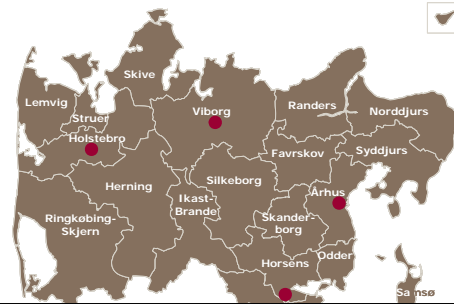 Skive
Lemvig
Struer
Viborg
Randers
Norddjurs
Holstebro
Favrskov
Syddjurs
Herning
Silkeborg
Århus
Ikast-
Brande
Ringkøbing-
Skjern
Skander
borg
Horsens
Odder
Samsø